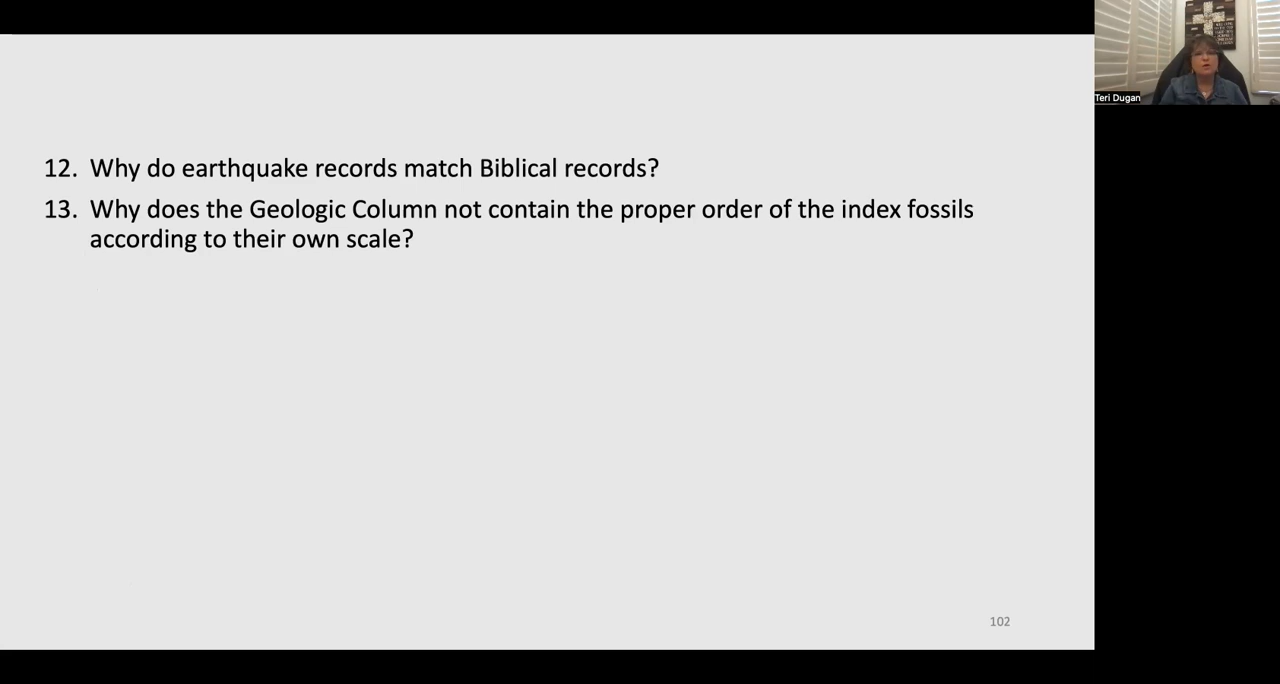 12. Why do earthquake records match Biblical records?
13. Why does the Geologic Column not contain the proper order of the index fossils
according to their own scale?
102
Teri Dugan